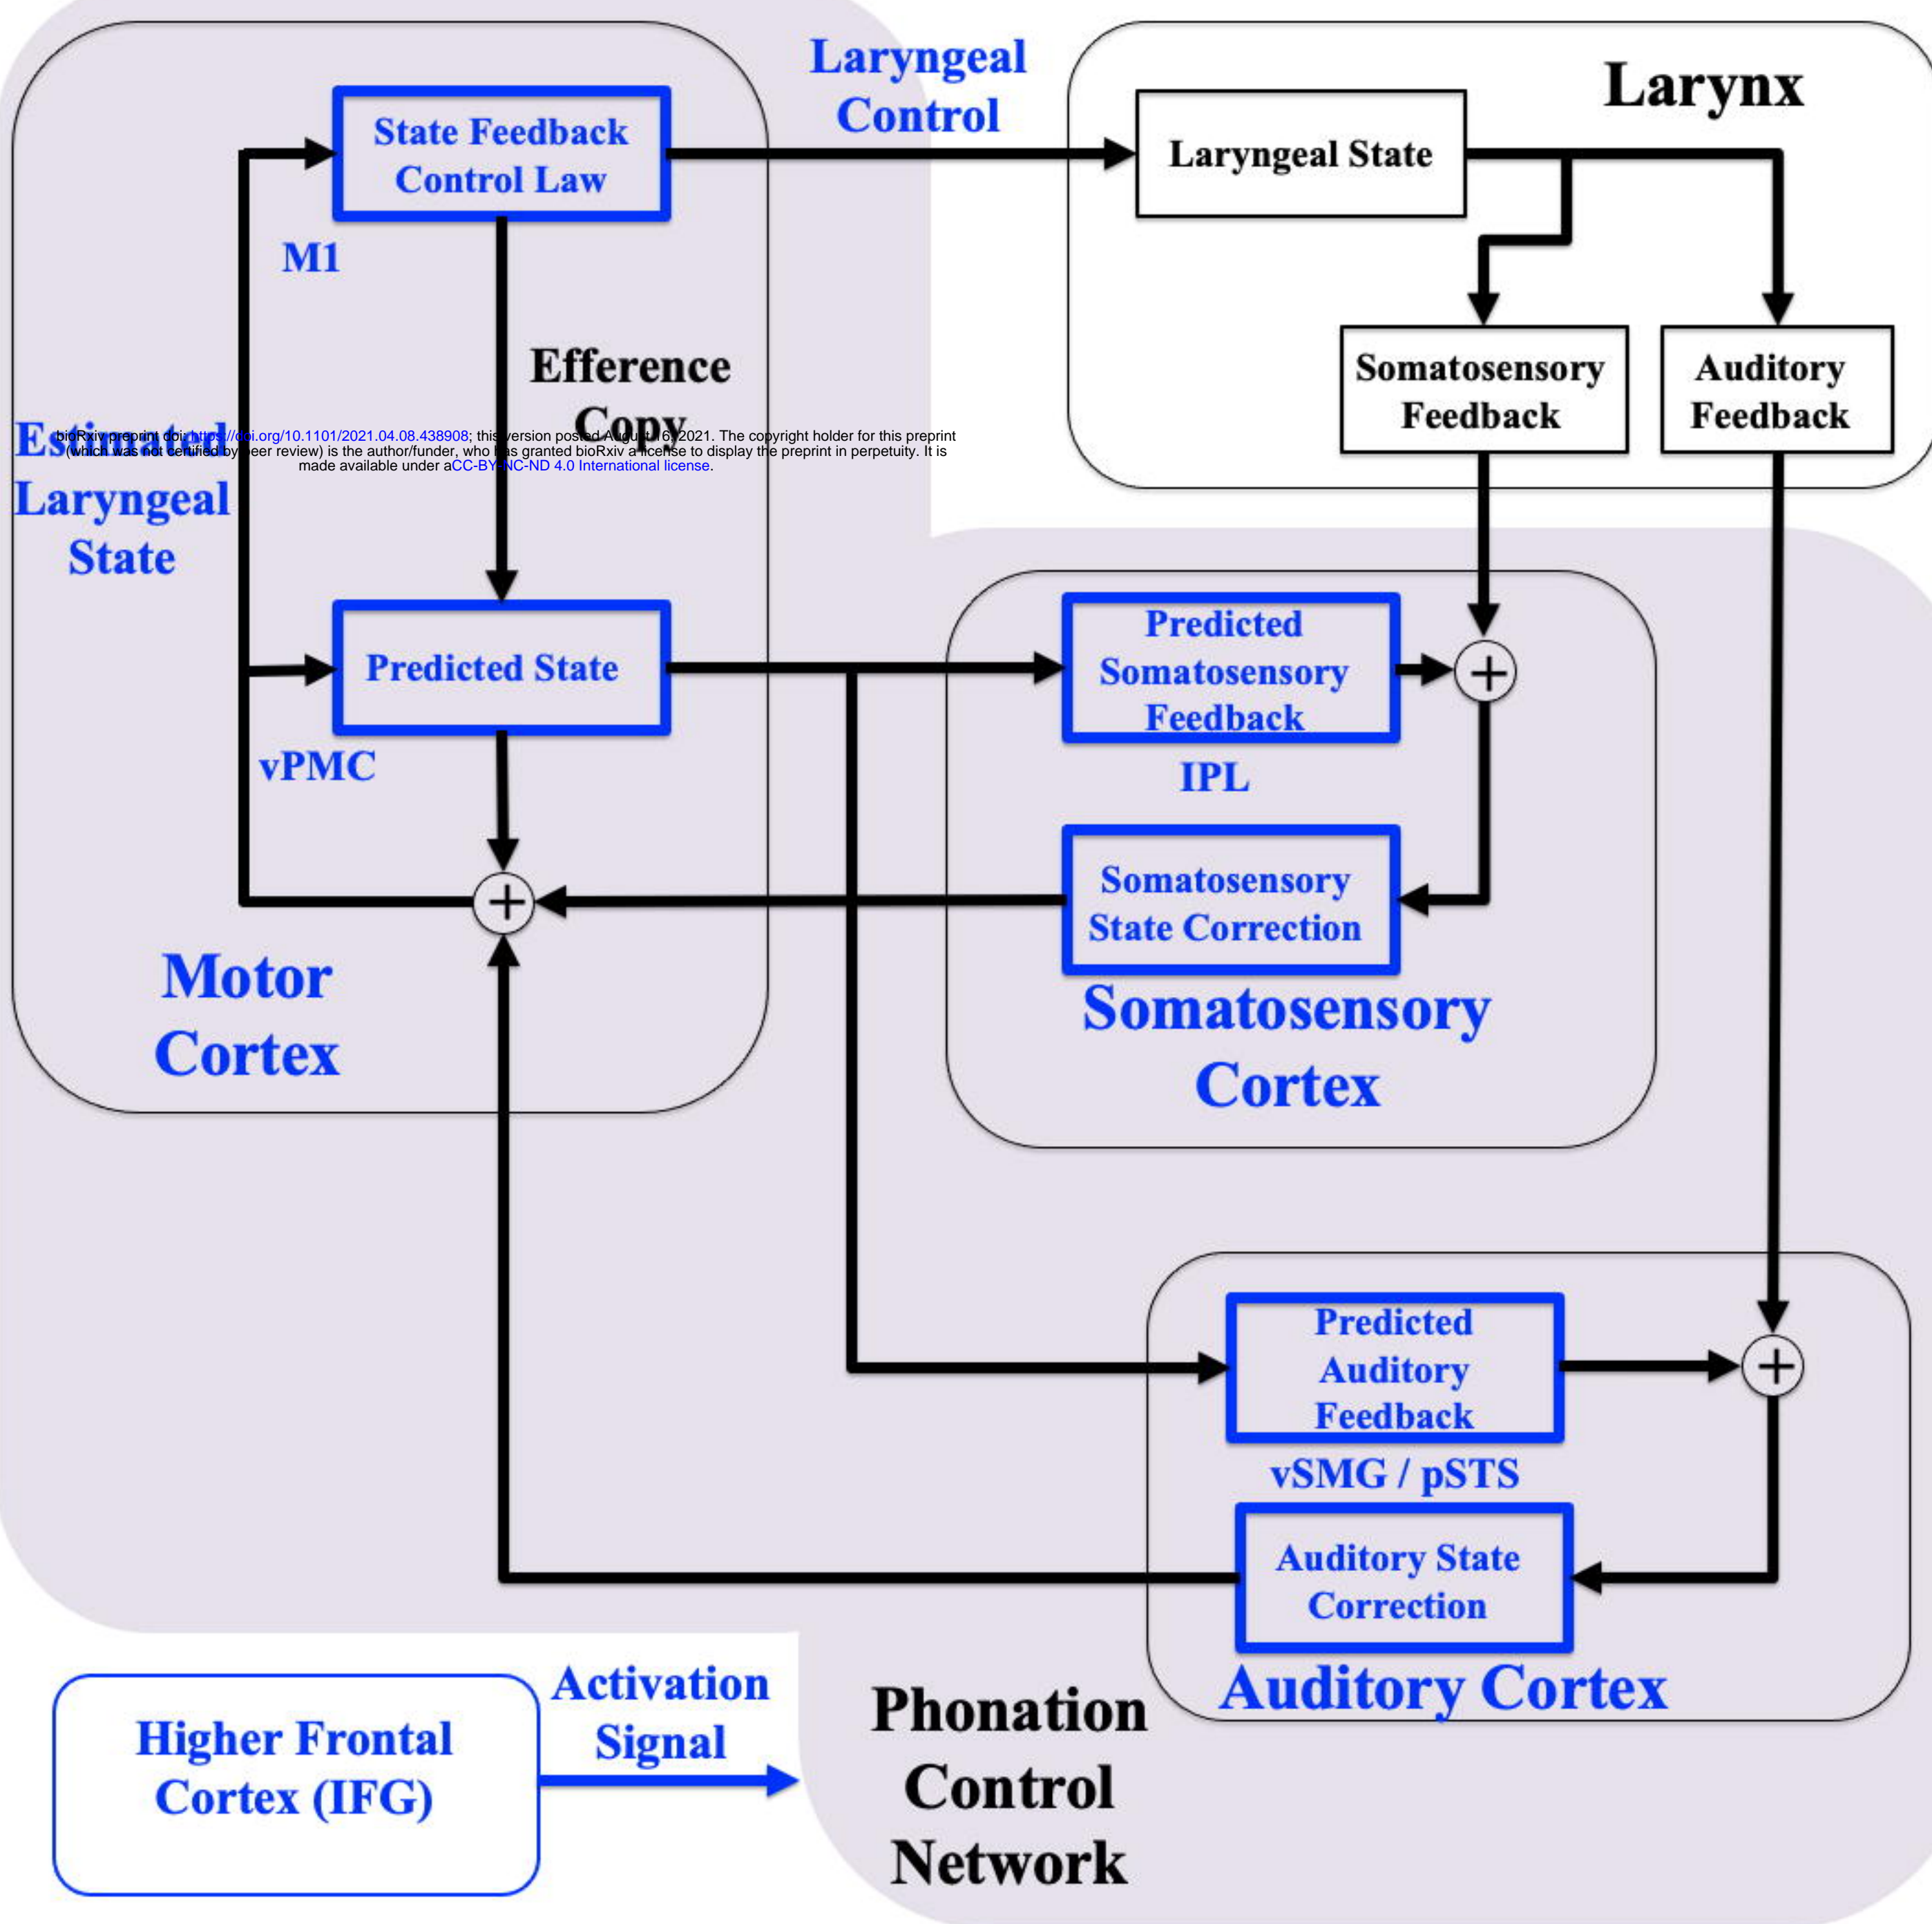 Laryngeal
Control
Larynx
State Feedback
Control Law
Laryngeal State
M1
Efference
Copy
Somatosensory
Feedback
Auditory
Feedback
Estimated
Laryngeal
State
bioRxiv preprint doi: https://doi.org/10.1101/2021.04.08.438908; this version posted August 16, 2021. The copyright holder for this preprint
(which was not certified by peer review) is the author/funder, who has granted bioRxiv a license to display the preprint in perpetuity. It is
made available under aCC-BY-NC-ND 4.0 International license.
Predicted State
vPMC
Predicted
Somatosensory
Feedback
+
IPL
+
Somatosensory
State Correction
Motor
Cortex
Somatosensory
Cortex
Predicted
Auditory
Feedback
+
vSMG / pSTS
Auditory State
Correction
Auditory Cortex
Higher Frontal
Cortex (IFG)
Activation
Signal
Phonation
Control
Network